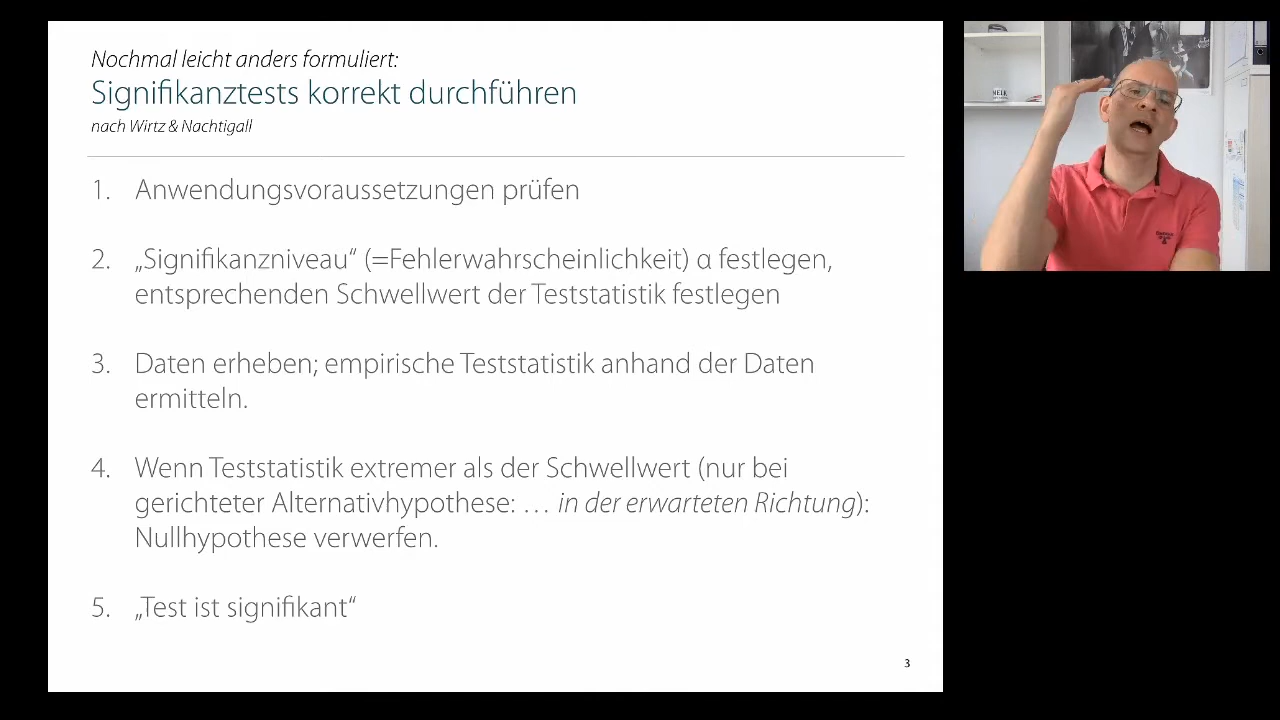 Nochmal leicht anders formuliert:
Signifikanztests korrekt durchführen
nach Wirtz & Nachtigall
1. Anwendungsvoraussetzungen prüfen
2. „Signifikanzniveau“ (=Fehlerwahrscheinlichkeit) α festlegen,
entsprechenden Schwellwert der Teststatistik festlegen
3. Daten erheben; empirische Teststatistik anhand der Daten
ermitteln.
4. Wenn Teststatistik extremer als der Schwellwert (nur bei
gerichteter Alternativhypothese: … in der erwarteten Richtung):
Nullhypothese verwerfen.
5. „Test ist signifikant“
3